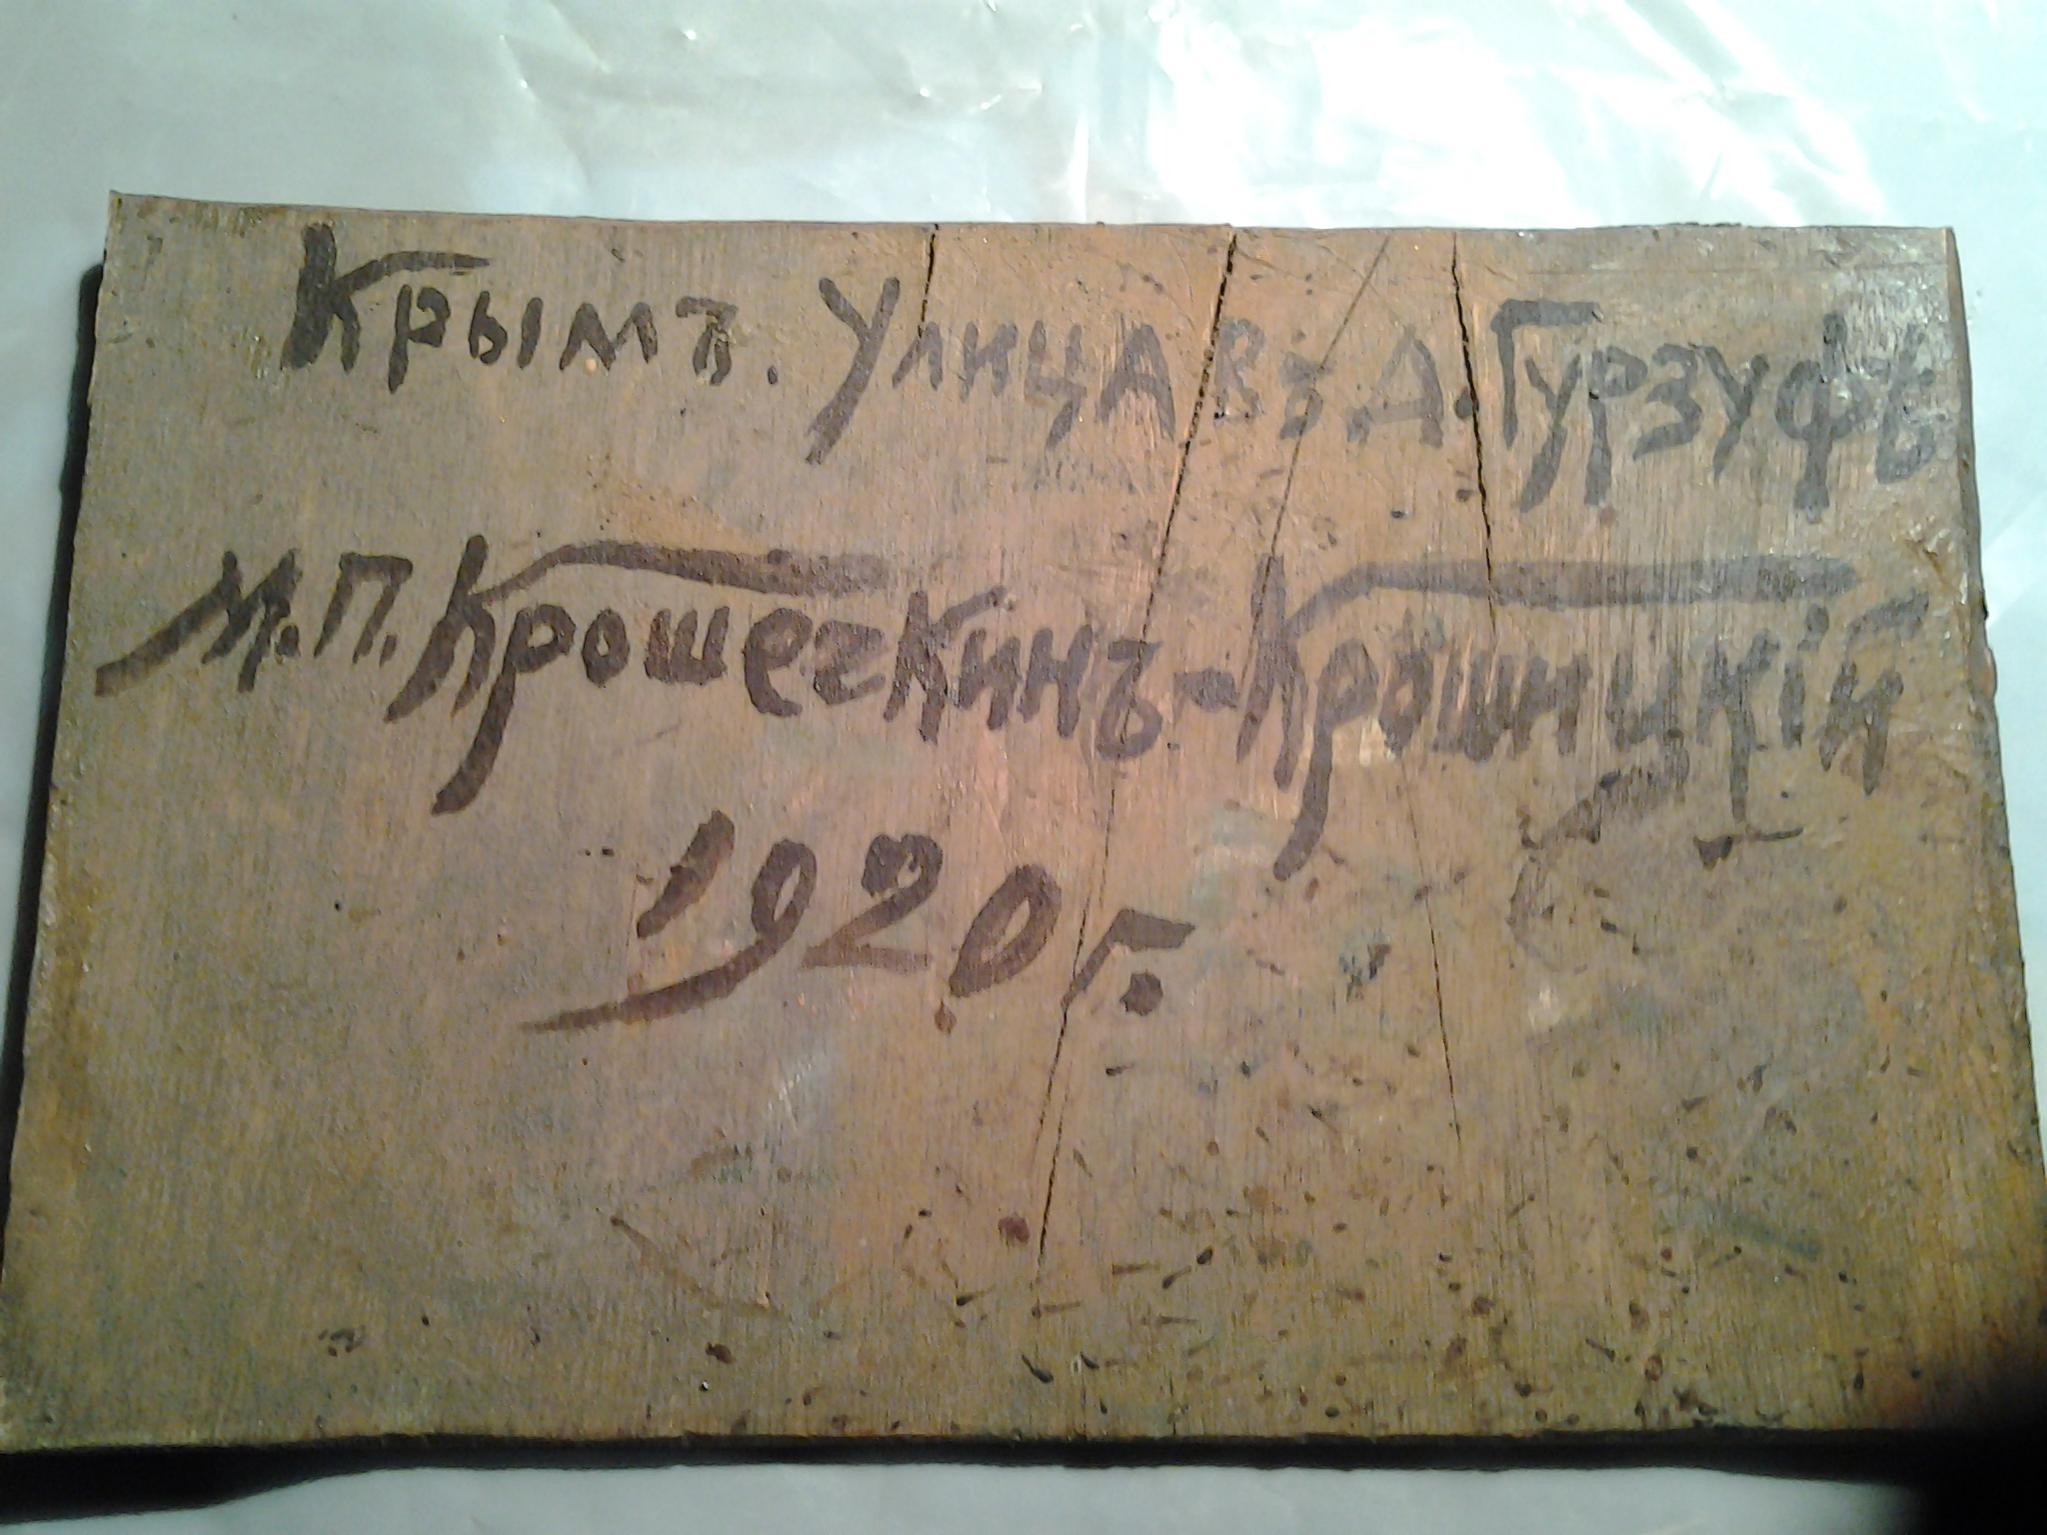 Крымъ. Улица въ д. Гурзуфѣ
М.П. Крошечкинъ-Крошицкій
1920 г.